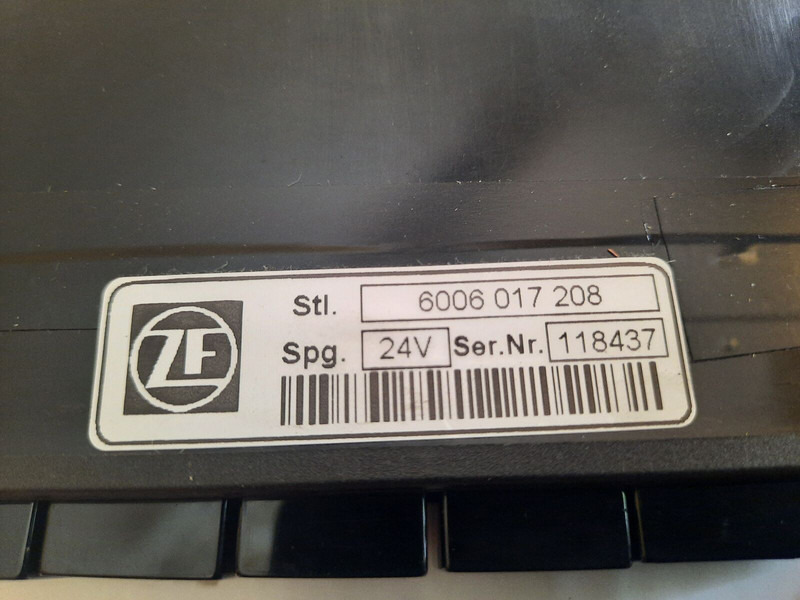 ZF
Stl. 6006 017 208
Spg. 24V Ser.Nr. 118437